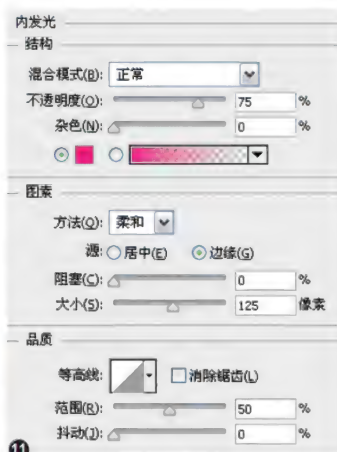 内发光
结构
混合模式(B): 正常
不透明度(O): 75 %
杂色(N): 0 %
图素
方法(Q): 柔和
源: 居中(E) 边缘(G)
阻塞(C): 0 %
大小(S): 125 像素
品质
等高线: 消除锯齿(L)
范围(R): 50 %
抖动(J): 0 %
11